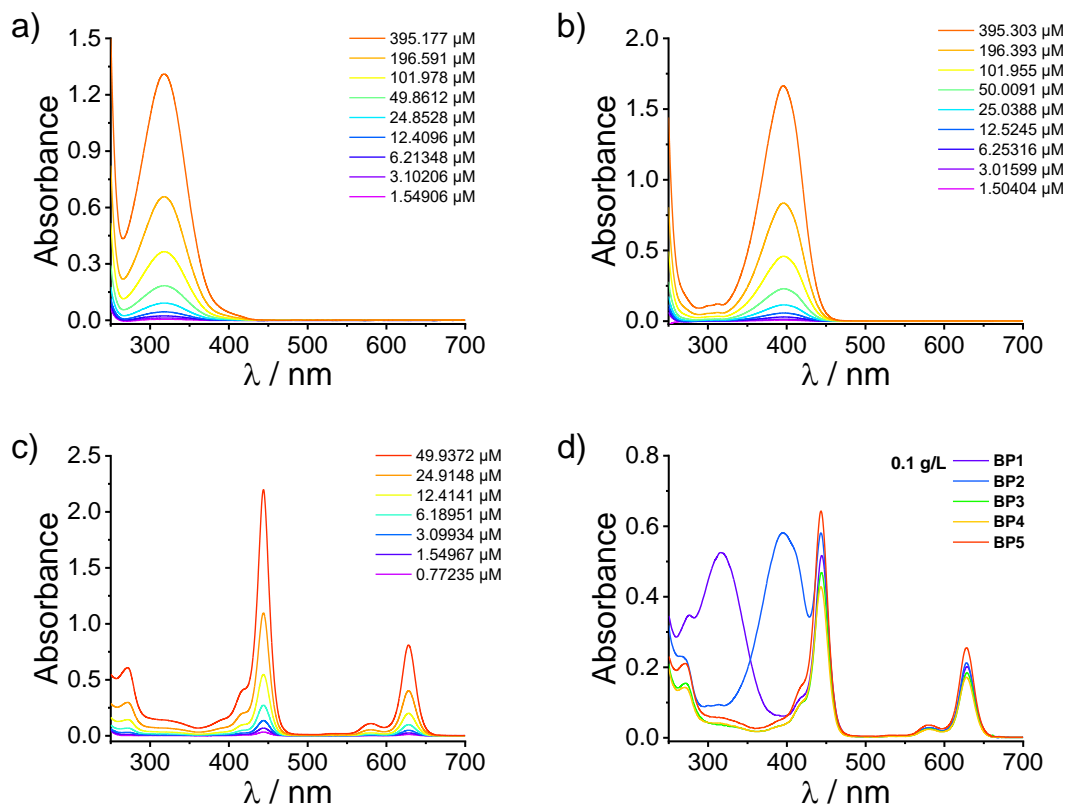 a)
Absorbance
1.5
1.2
0.9
0.6
0.3
0.0
300 400 500 600 700
λ / nm
395.177 µM
196.591 µM
101.978 µM
49.8612 µM
24.8528 µM
12.4096 µM
6.21348 µM
3.10206 µM
1.54906 µM
b)
Absorbance
2.0
1.5
1.0
0.5
0.0
300 400 500 600 700
λ / nm
395.303 µM
196.393 µM
101.955 µM
50.0091 µM
25.0388 µM
12.5245 µM
6.25316 µM
3.01599 µM
1.50404 µM
c)
Absorbance
2.5
2.0
1.5
1.0
0.5
0.0
300 400 500 600 700
λ / nm
49.9372 µM
24.9148 µM
12.4141 µM
6.18951 µM
3.09934 µM
1.54967 µM
0.77235 µM
d)
Absorbance
0.8
0.6
0.4
0.2
0.0
300 400 500 600 700
λ / nm
0.1 g/L
BP1
BP2
BP3
BP4
BP5